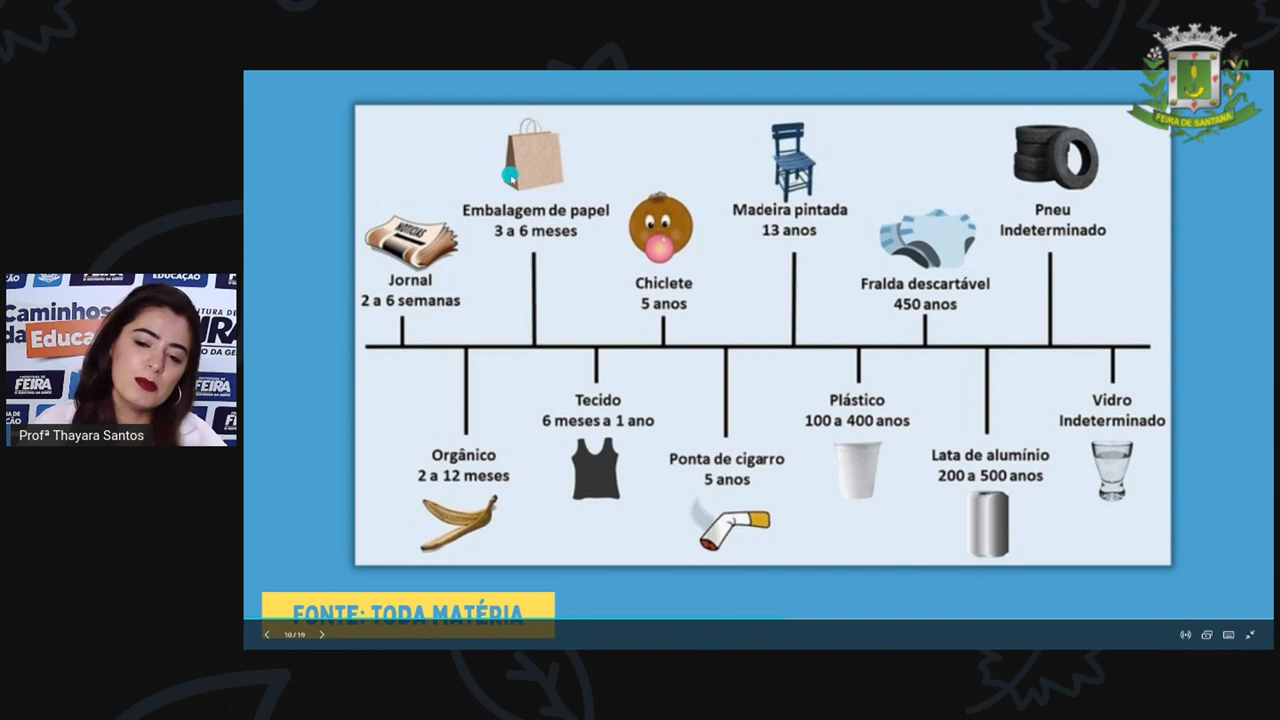 FEIRA DE SANTANA
NOTÍCIAS
Jornal
2 a 6 semanas
Embalagem de papel
3 a 6 meses
Chiclete
5 anos
Madeira pintada
13 anos
Fralda descartável
450 anos
Pneu
Indeterminado
Orgânico
2 a 12 meses
Tecido
6 meses a 1 ano
Ponta de cigarro
5 anos
Plástico
100 a 400 anos
Lata de alumínio
200 a 500 anos
Vidro
Indeterminado
FONTE: TODA MATÉRIA
10/19
EDUCAÇÃO
Caminhos
da Educa
FEIRA
FEIRA
Profª Thayara Santos